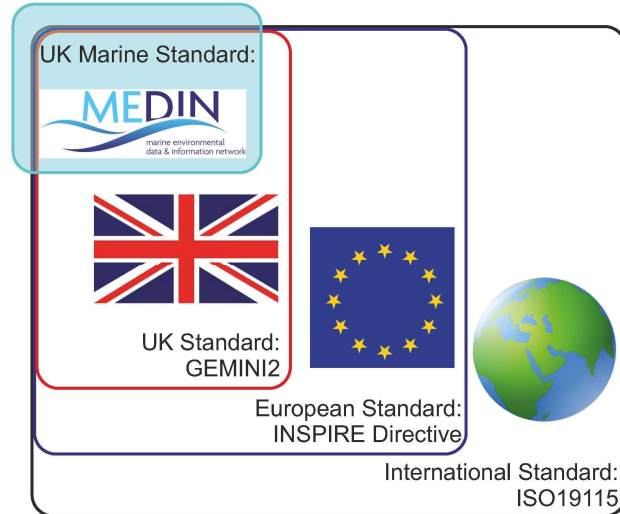 UK Marine Standard:
MEDIN
marine environmental
data & information network
UK Standard:
GEMINI2
European Standard:
INSPIRE Directive
International Standard:
ISO19115